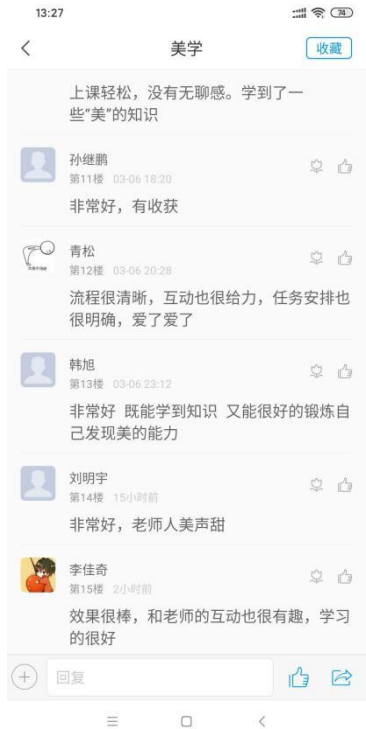 13:27
74
美学
收藏
上课轻松，没有无聊感。学到了一
些“美”的知识
孙继鹏
第11楼 03-06 18:20
非常好，有收获
青松
第12楼 03-06 20:28
流程很清晰，互动也很给力，任务安排也
很明确，爱了爱了
韩旭
第13楼 03-06 23:12
非常好 既能学到知识 又能很好的锻炼自
己发现美的能力
刘明宇
第14楼 15小时前
非常好，老师人美声甜
李佳奇
第15楼 2小时前
效果很棒，和老师的互动也很有趣，学习
的很好
回复